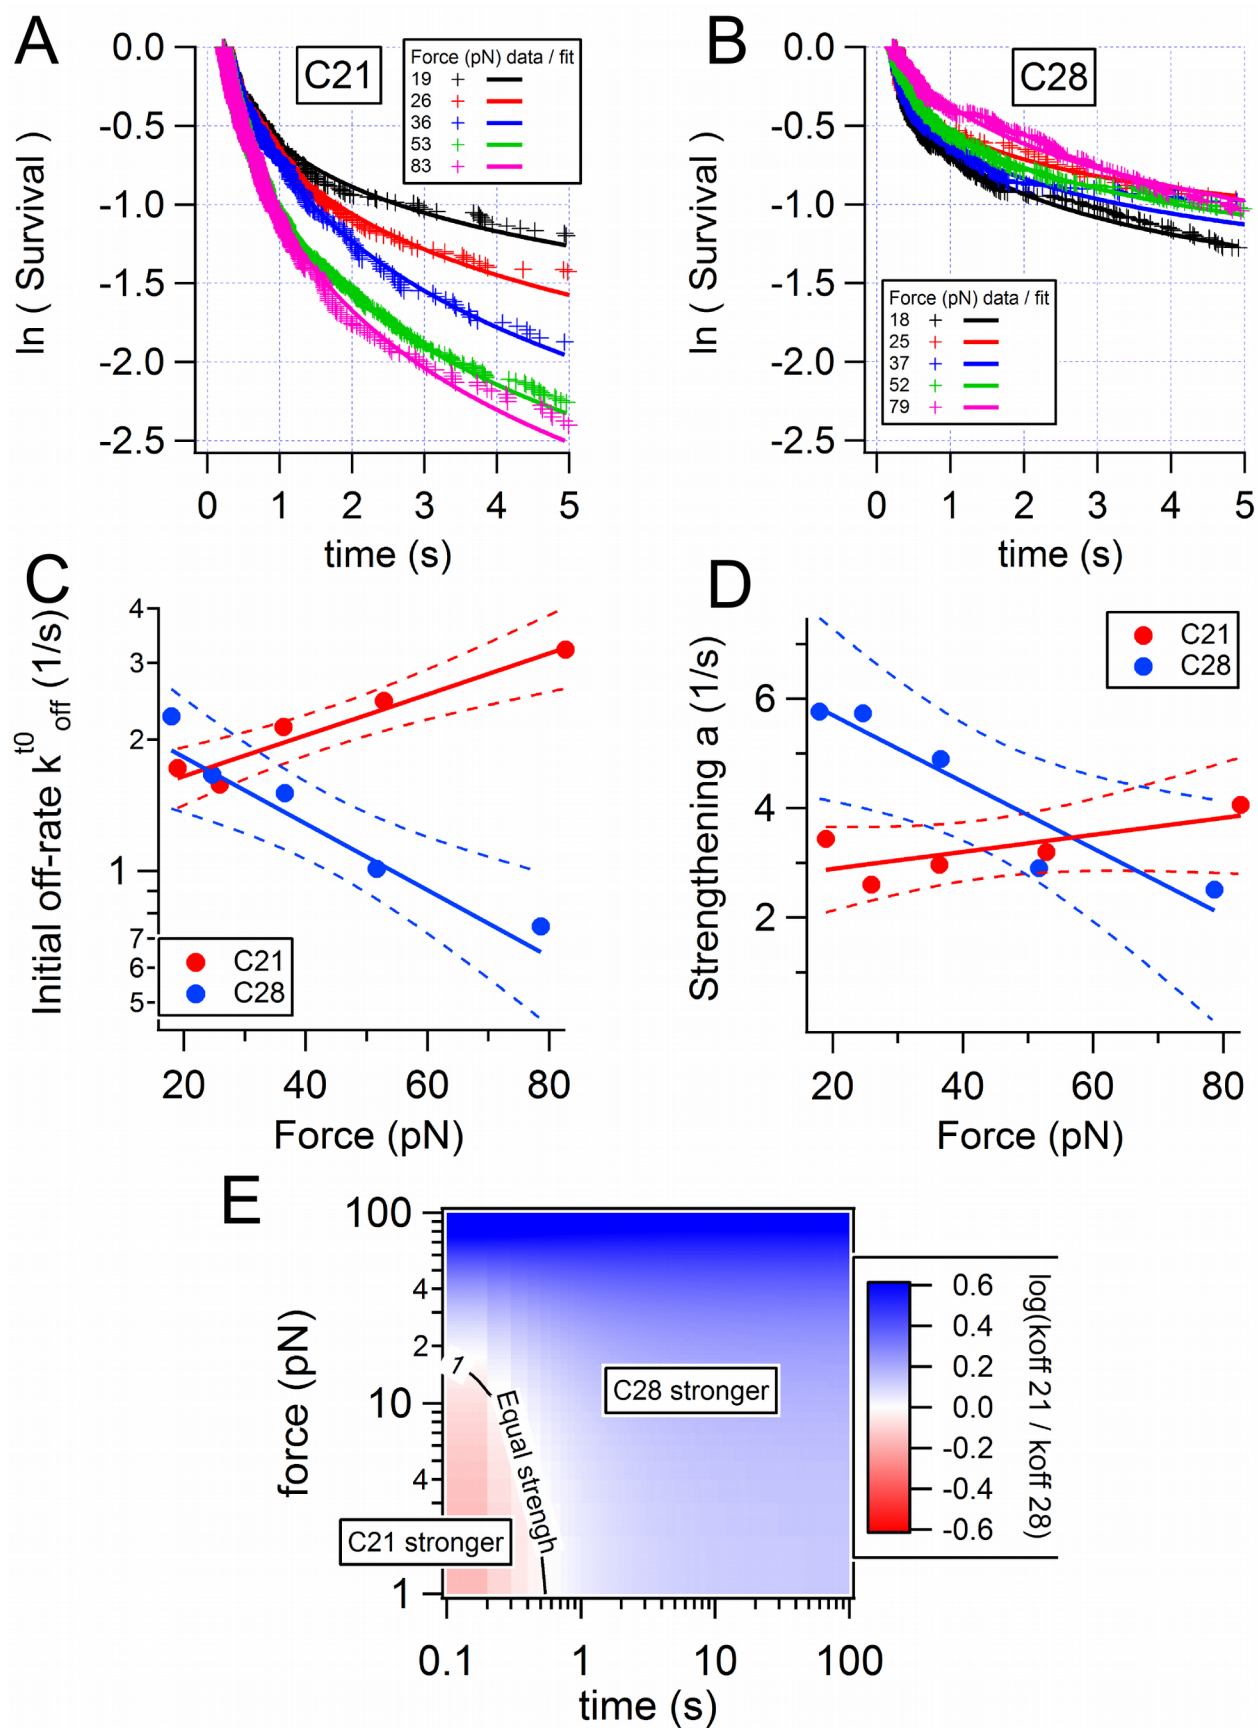 A
C21
Force (pN) data / fit
19
26
36
53
83
0.0
-0.5
-1.0
-1.5
-2.0
-2.5
ln ( Survival )
0 1 2 3 4 5
time (s)
B
C28
Force (pN) data / fit
18
25
37
52
79
0.0
-0.5
-1.0
-1.5
-2.0
-2.5
ln ( Survival )
0 1 2 3 4 5
time (s)
C
Initial off-rate k^t0_off (1/s)
4
3
2
1
7
6
5
C21
C28
20 40 60 80
Force (pN)
D
Strengthening a (1/s)
6
4
2
C21
C28
20 40 60 80
Force (pN)
E
force (pN)
100
4
2
10
4
1
1
Equal strengh
C28 stronger
C21 stronger
0.1 1 10 100
time (s)
0.6
0.4
0.2
0.0
-0.2
-0.4
-0.6
log(koff 21 / koff 28)